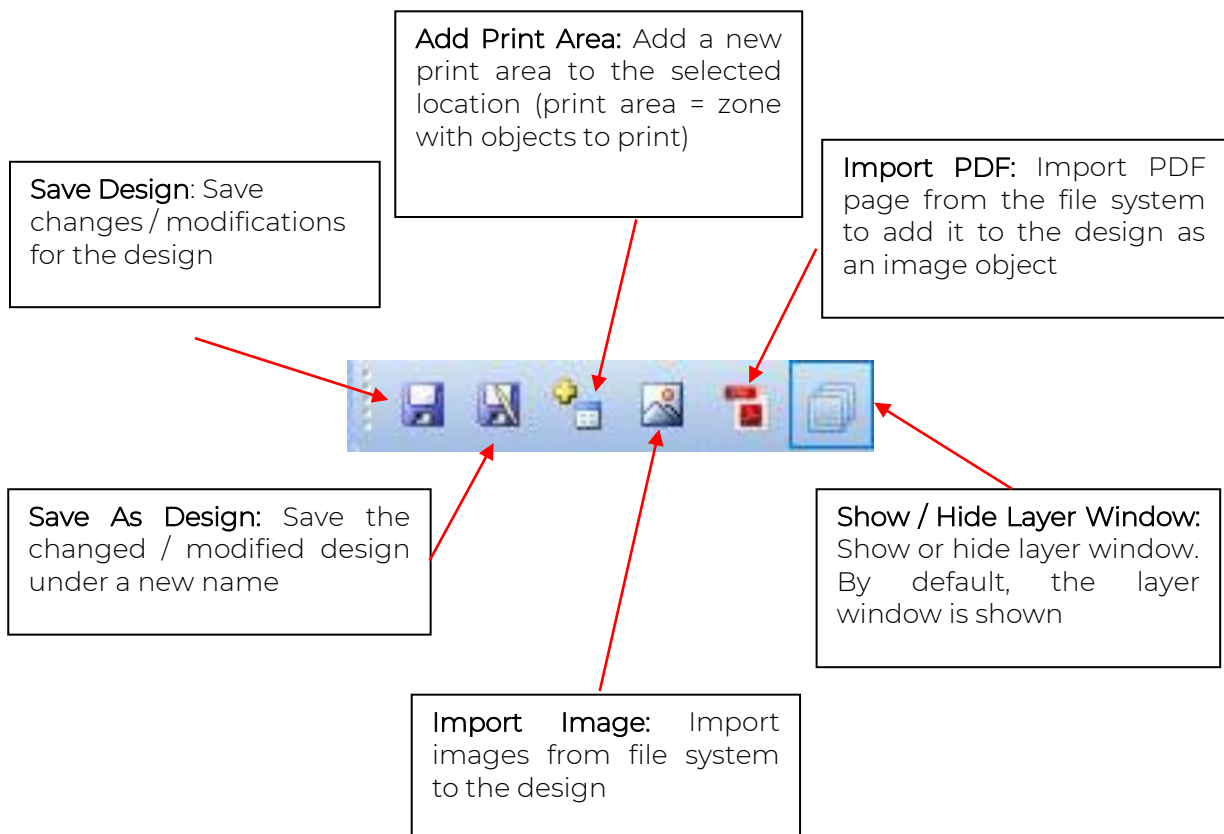 Add Print Area: Add a new
print area to the selected
location (print area = zone
with objects to print)
Save Design: Save
changes / modifications
for the design
Import PDF: Import PDF
page from the file system
to add it to the design as
an image object
Save As Design: Save the
changed / modified design
under a new name
Show / Hide Layer Window:
Show or hide layer window.
By default, the layer
window is shown
Import Image: Import
images from file system
to the design